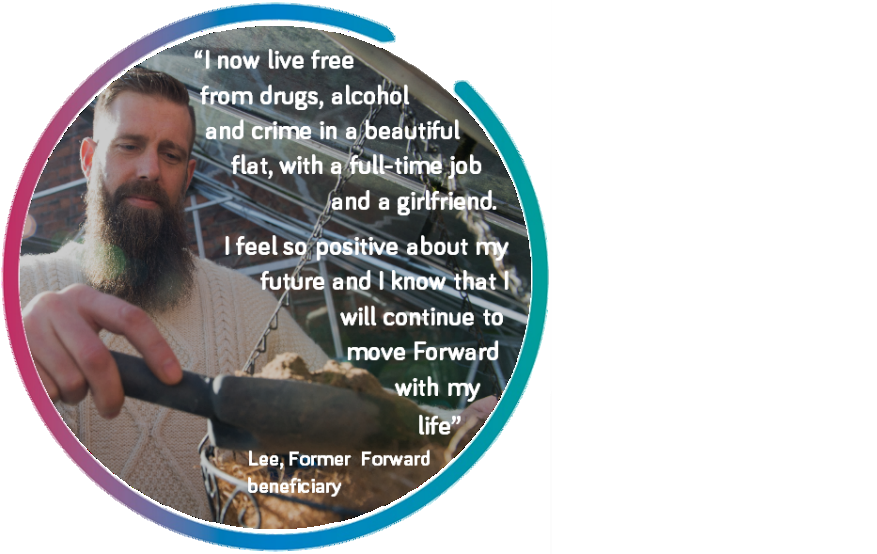 “I now live free
from drugs, alcohol
and crime in a beautiful
flat, with a full-time job
and a girlfriend.
I feel so positive about my
future and I know that I
will continue to
move Forward
with my
life”
Lee, Former Forward
beneficiary